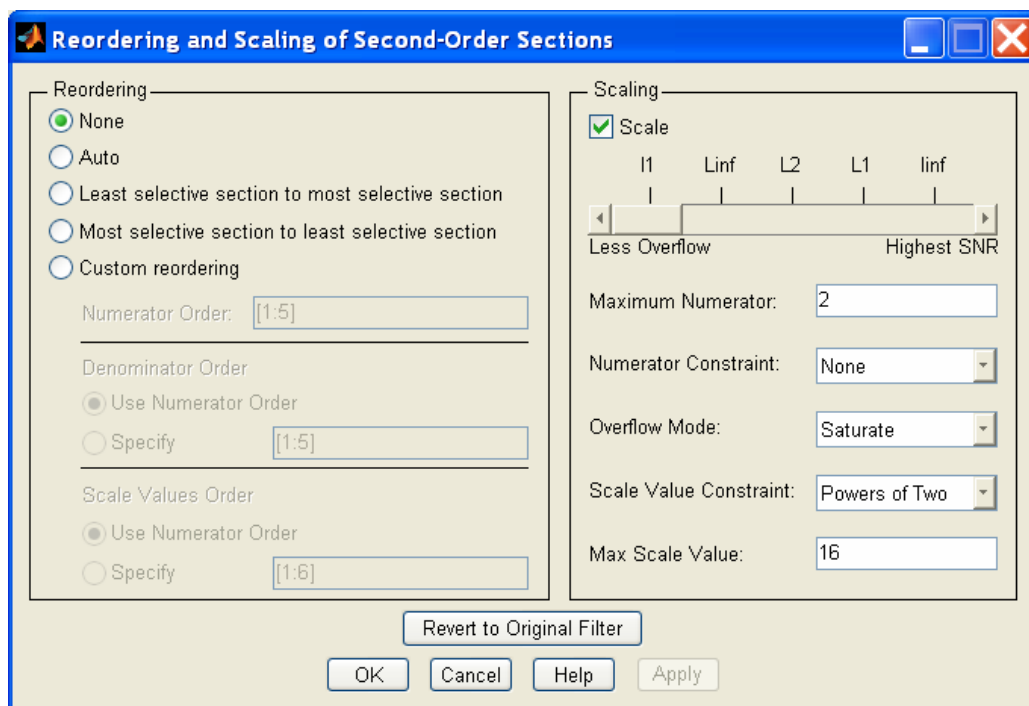 Reordering and Scaling of Second-Order Sections
Reordering
None
Auto
Least selective section to most selective section
Most selective section to least selective section
Custom reordering
Numerator Order: [1:5]
Denominator Order
Use Numerator Order
Specify [1:5]
Scale Values Order
Use Numerator Order
Specify [1:6]
Scaling
Scale
l1 Linf L2 L1 linf
Less Overflow Highest SNR
Maximum Numerator: 2
Numerator Constraint: None
Overflow Mode: Saturate
Scale Value Constraint: Powers of Two
Max Scale Value: 16
Revert to Original Filter
OK Cancel Help Apply